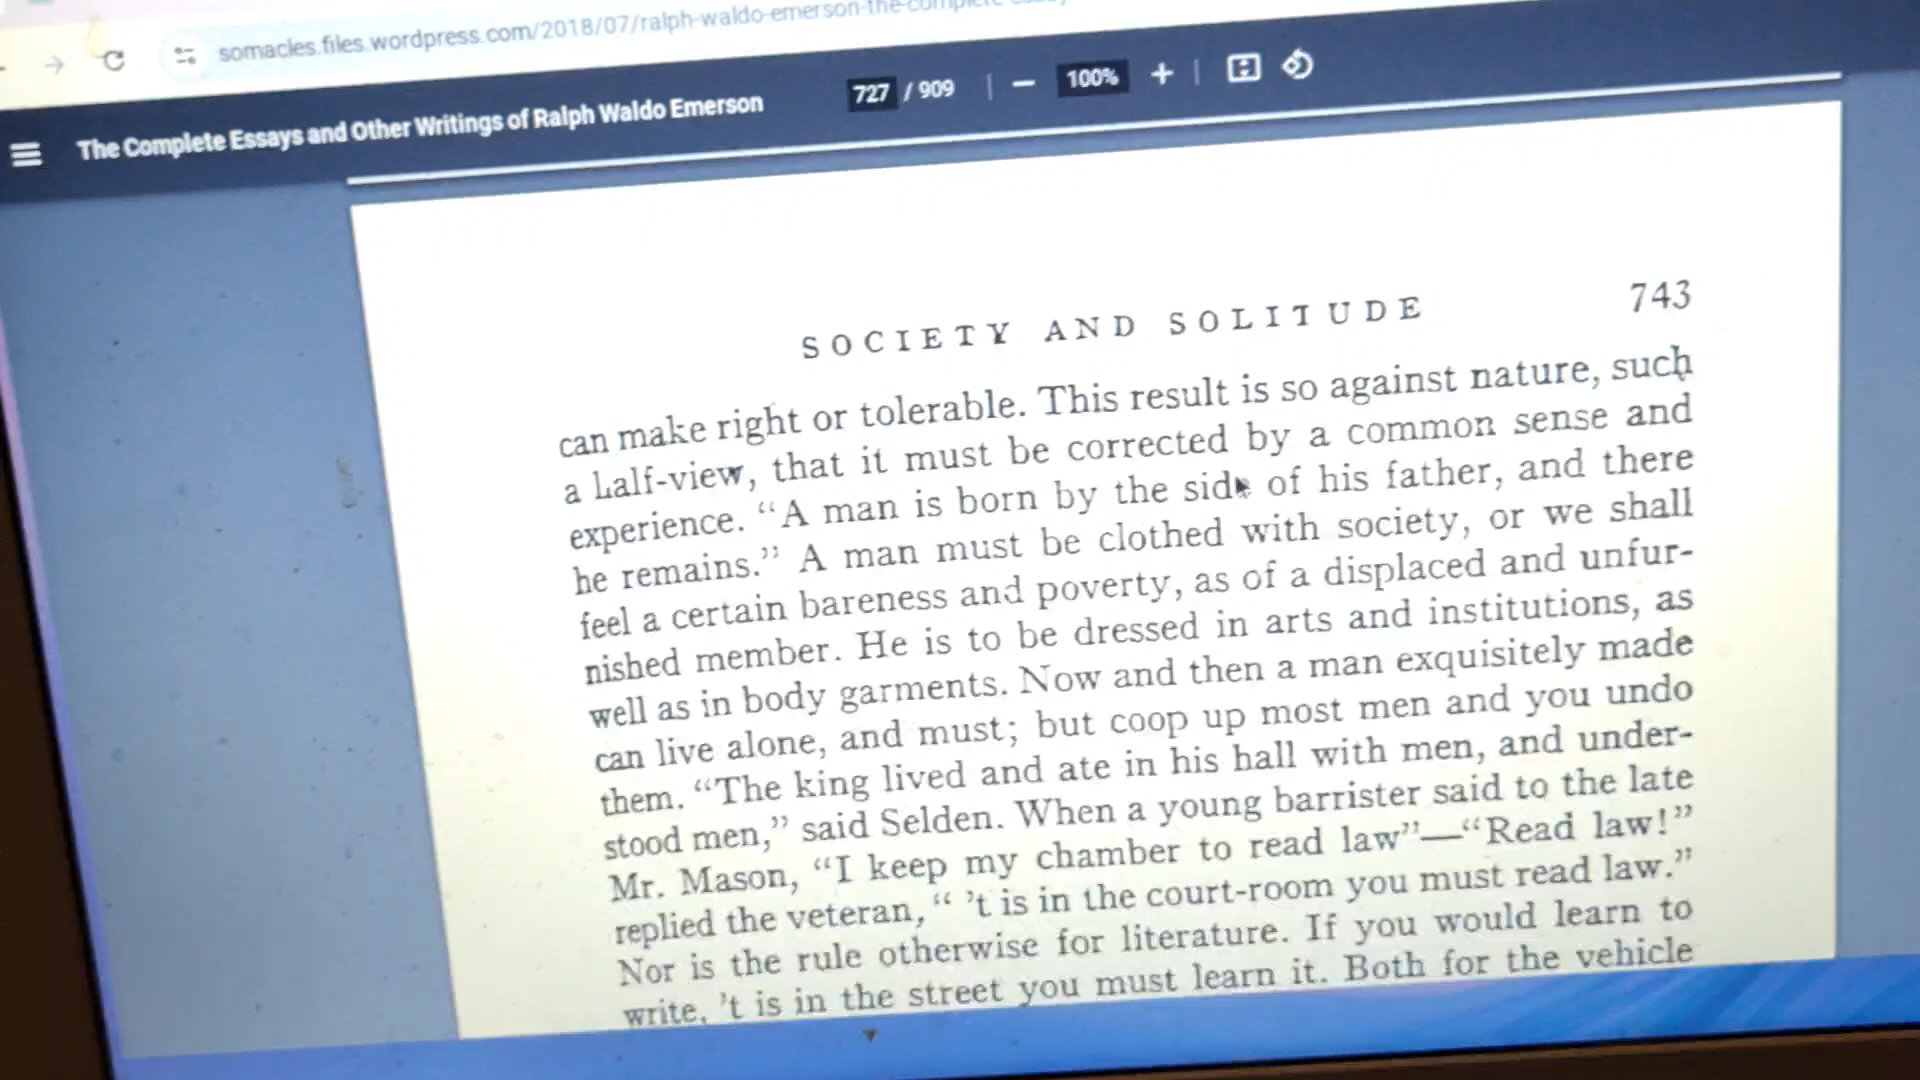 somacles.files.wordpress.com/2018/07/ralph-waldo-emerson-the-complete-essay
The Complete Essays and Other Writings of Ralph Waldo Emerson 727 / 909 | − 100% + |
SOCIETY AND SOLITUDE 743
can make right or tolerable. This result is so against nature, such
a Lalf-view, that it must be corrected by a common sense and
experience. “A man is born by the side of his father, and there
he remains.” A man must be clothed with society, or we shall
feel a certain bareness and poverty, as of a displaced and unfur-
nished member. He is to be dressed in arts and institutions, as
well as in body garments. Now and then a man exquisitely made
can live alone, and must; but coop up most men and you undo
them. “The king lived and ate in his hall with men, and under-
stood men,” said Selden. When a young barrister said to the late
Mr. Mason, “I keep my chamber to read law”—“Read law!”
replied the veteran, “ ’t is in the court-room you must read law.”
Nor is the rule otherwise for literature. If you would learn to
write, ’t is in the street you must learn it. Both for the vehicle